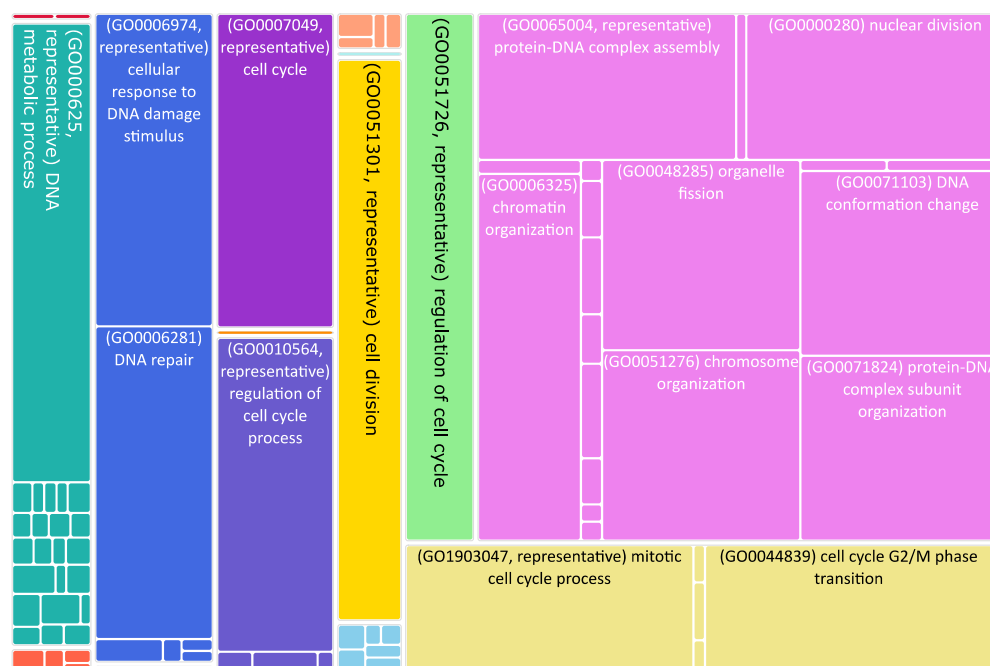 (GO000625,
representative) DNA
metabolic process
(GO0006974,
representative)
cellular
response to
DNA damage
stimulus
(GO0006281)
DNA repair
(GO0007049,
representative)
cell cycle
(GO0010564,
representative)
regulation of
cell cycle
process
(GO0051301, representative) cell division
(GO0051726, representative) regulation of cell cycle
(GO0065004, representative)
protein-DNA complex assembly
(GO0000280) nuclear division
(GO0006325)
chromatin
organization
(GO0048285) organelle
fission
(GO0071103) DNA
conformation change
(GO0051276) chromosome
organization
(GO0071824) protein-DNA
complex subunit
organization
(GO1903047, representative) mitotic
cell cycle process
(GO0044839) cell cycle G2/M phase
transition